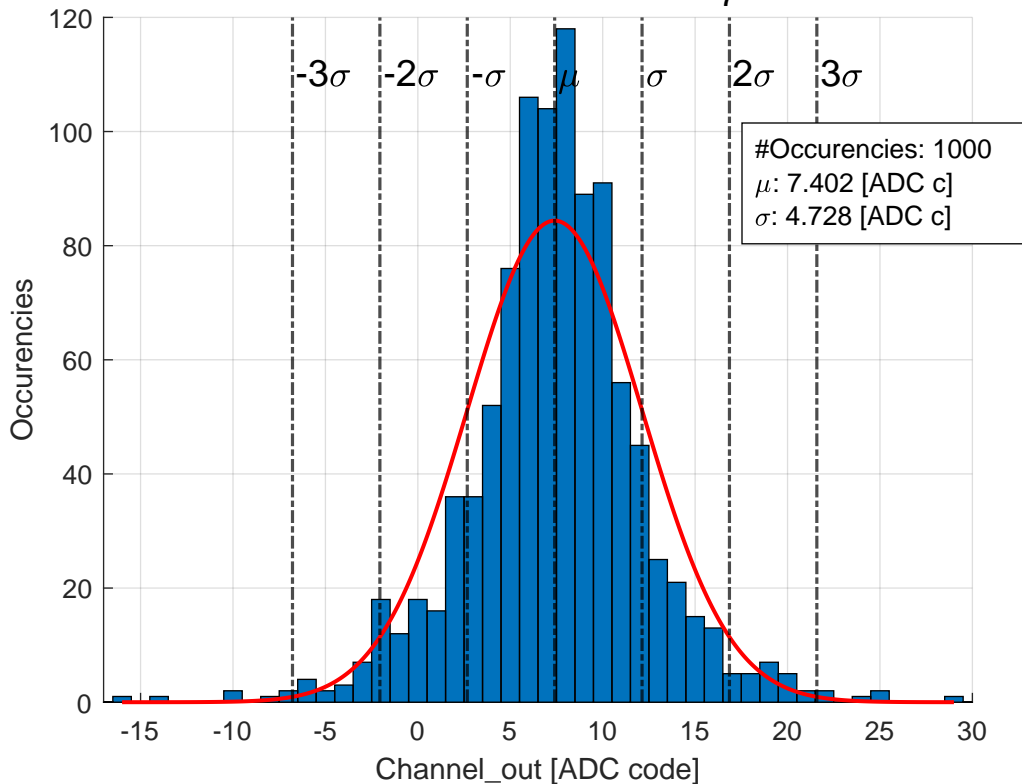 120
100
80
60
40
20
0
Occurencies
-3σ
-2σ
-σ
μ
σ
2σ
3σ
#Occurencies: 1000
μ: 7.402 [ADC c]
σ: 4.728 [ADC c]
-15
-10
-5
0
5
10
15
20
25
30
Channel_out [ADC code]